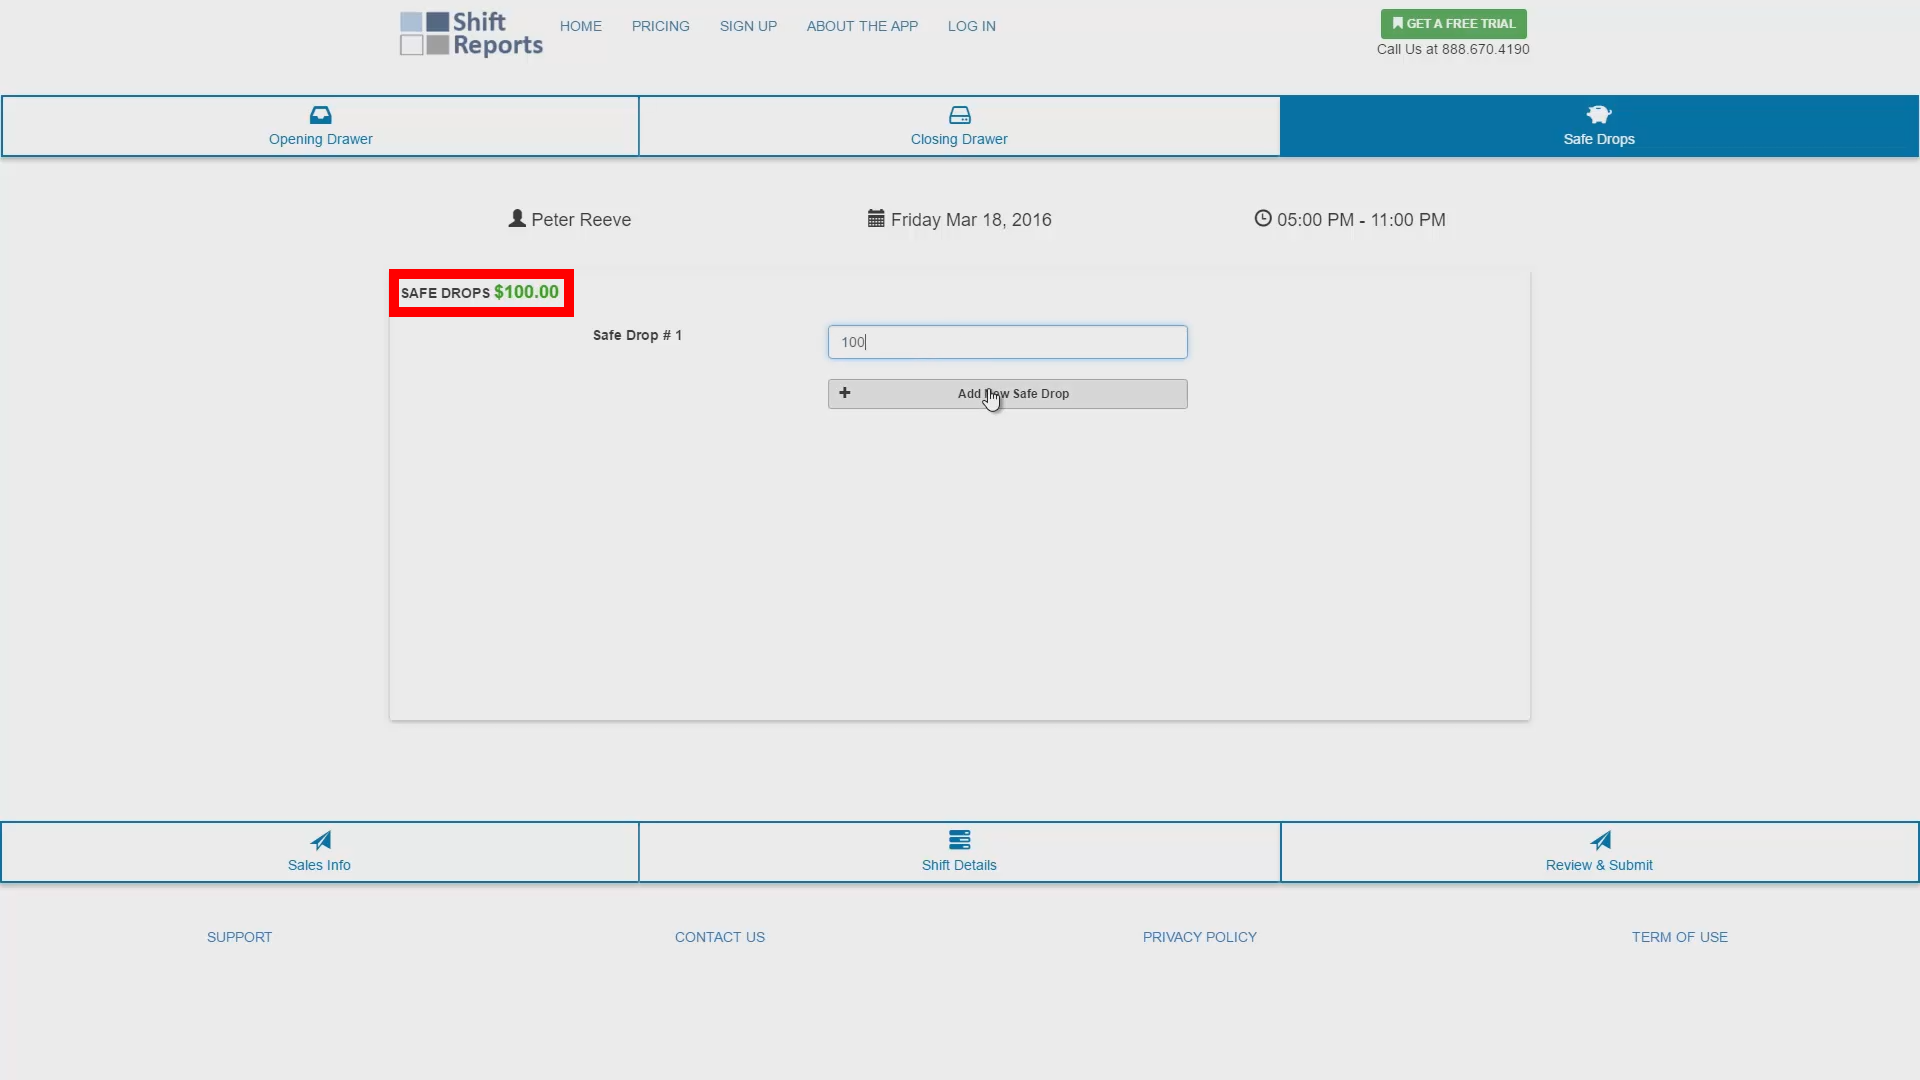 Shift Reports
HOME PRICING SIGN UP ABOUT THE APP LOG IN
GET A FREE TRIAL
Call Us at 888.670.4190
Opening Drawer
Closing Drawer
Safe Drops
Peter Reeve
Friday Mar 18, 2016
05:00 PM - 11:00 PM
SAFE DROPS $100.00
Safe Drop # 1
100
Add New Safe Drop
Sales Info
Shift Details
Review & Submit
SUPPORT
CONTACT US
PRIVACY POLICY
TERM OF USE